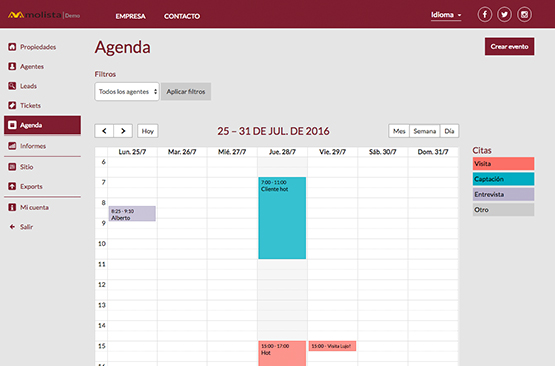 molista | Demo
EMPRESA
CONTACTO
Idioma
Propiedades
Agentes
Leads
Tickets
Agenda
Informes
Sitio
Exports
Mi cuenta
Salir
Agenda
Crear evento
Filtros
Todos los agentes
Aplicar filtros
Hoy
25 – 31 DE JUL. DE 2016
Mes Semana Día
Lun. 25/7 Mar. 26/7 Mié. 27/7 Jue. 28/7 Vie. 29/7 Sáb. 30/7 Dom. 31/7
6
7
7:00 - 11:00
Cliente hot
8
8:25 - 9:10
Alberto
9
10
11
12
13
14
15
15:00 - 17:00
Hot
15:00 - Visita Lujo!
16
Citas
Visita
Captación
Entrevista
Otro